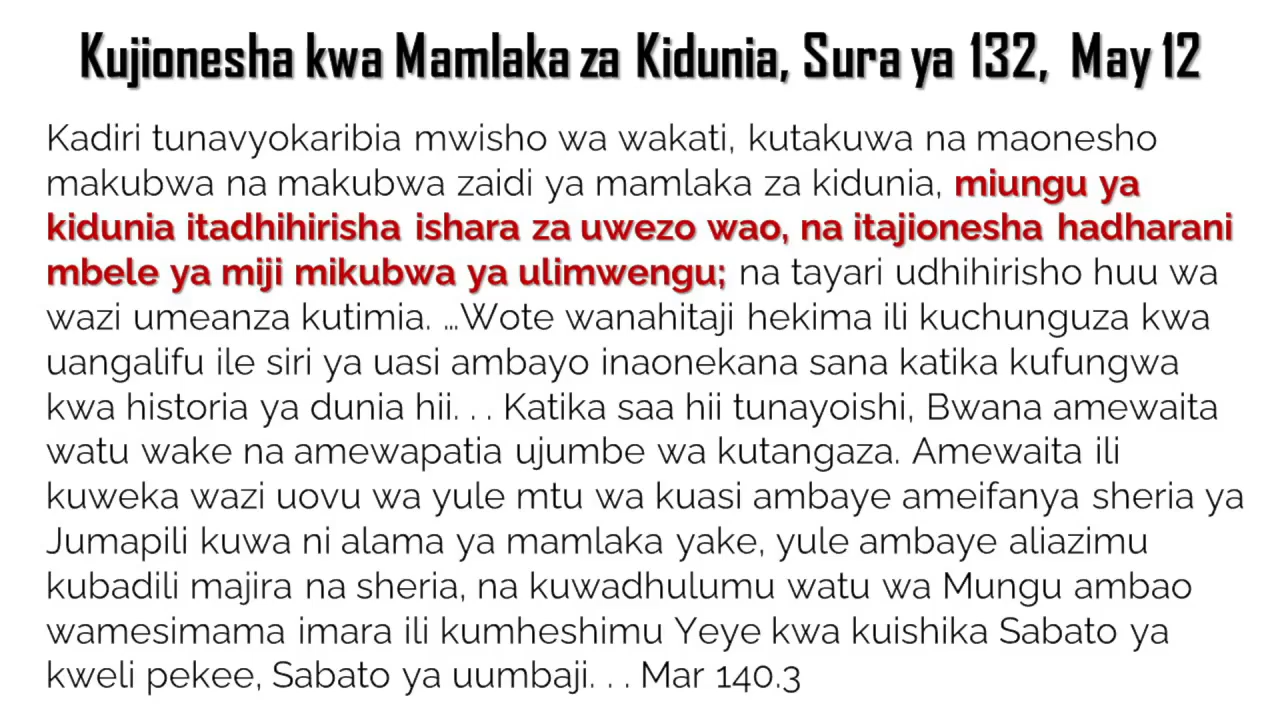 Kujionesha kwa Mamlaka za Kidunia, Sura ya 132, May 12
Kadiri tunavyokaribia mwisho wa wakati, kutakuwa na maonesho
makubwa na makubwa zaidi ya mamlaka za kidunia, miungu ya
kidunia itadhihirisha ishara za uwezo wao, na itajionesha hadharani
mbele ya miji mikubwa ya ulimwengu; na tayari udhihirisho huu wa
wazi umeanza kutimia. ...Wote wanahitaji hekima ili kuchunguza kwa
uangalifu ile siri ya uasi ambayo inaonekana sana katika kufungwa
kwa historia ya dunia hii. . . Katika saa hii tunayoishi, Bwana amewaita
watu wake na amewapatia ujumbe wa kutangaza. Amewaita ili
kuweka wazi uovu wa yule mtu wa kuasi ambaye ameifanya sheria ya
Jumapili kuwa ni alama ya mamlaka yake, yule ambaye aliazimu
kubadili majira na sheria, na kuwadhulumu watu wa Mungu ambao
wamesimama imara ili kumheshimu Yeye kwa kuishika Sabato ya
kweli pekee, Sabato ya uumbaji. . . Mar 140.3